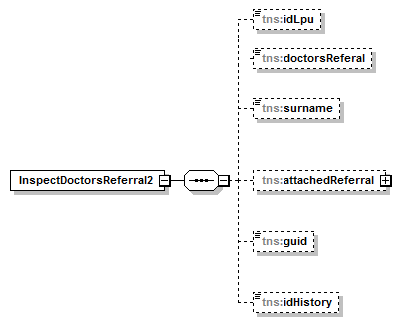 tns:idLpu
tns:doctorsReferal
tns:surname
InspectDoctorsReferral2
tns:attachedReferral
tns:guid
tns:idHistory